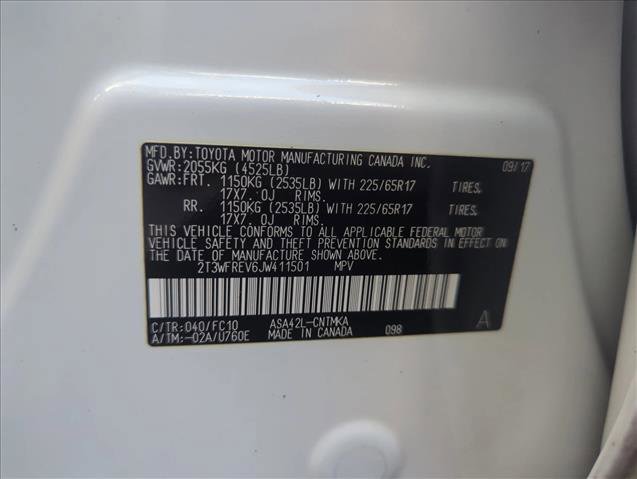 MFD.BY:TOYOTA MOTOR MANUFACTURING CANADA INC. 09/17
GVWR:2055KG (4525LB)
GAWR:FRT. 1150KG (2535LB) WITH 225/65R17 TIRES,
17X7.0J RIMS.
RR. 1150KG (2535LB) WITH 225/65R17 TIRES,
17X7.0J RIMS.
THIS VEHICLE CONFORMS TO ALL APPLICABLE FEDERAL MOTOR
VEHICLE SAFETY AND THEFT PREVENTION STANDARDS IN EFFECT ON
THE DATE OF MANUFACTURE SHOWN ABOVE.
2T3WFREV6JW411501 MPV
C/TR:040/FC10 ASA42L-CNTMKA A
A/TM:-02A/U760E MADE IN CANADA 098